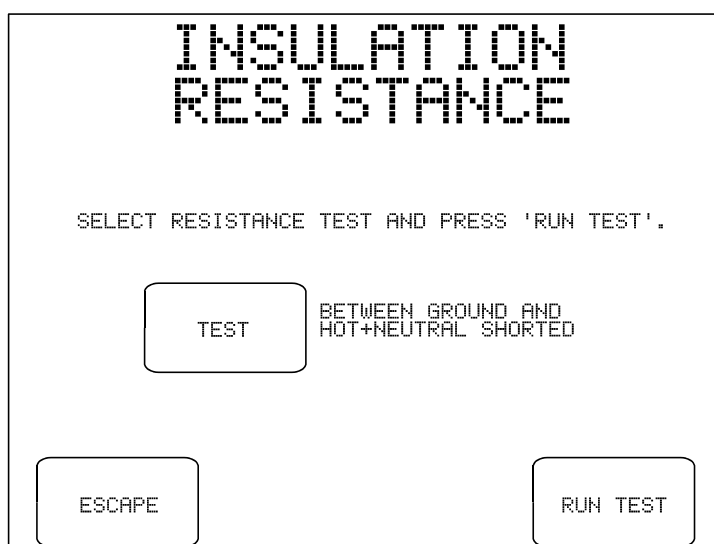 INSULATION
RESISTANCE
SELECT RESISTANCE TEST AND PRESS 'RUN TEST'.
TEST
BETWEEN GROUND AND
HOT+NEUTRAL SHORTED
ESCAPE
RUN TEST